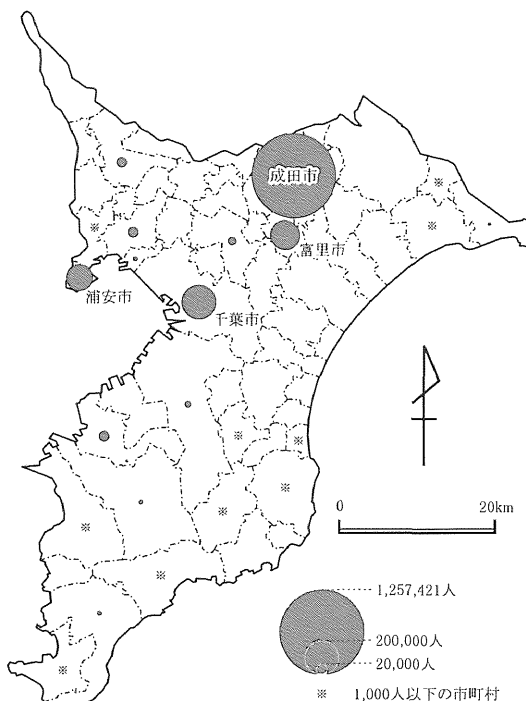 成田市
富里市
浦安市
千葉市
※
※
※
※
※
※
※
※
※
※
0
20km
1,257,421人
200,000人
20,000人
※ 1,000人以下の市町村